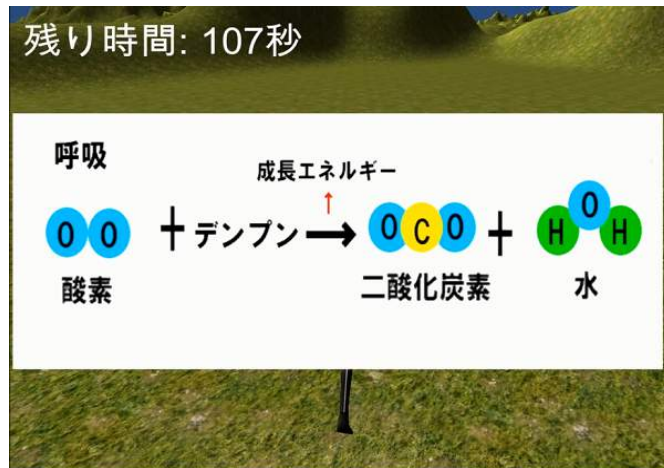 残り時間: 107秒
呼吸
成長エネルギー
↑
O O + デンプン → O C O + H O H
酸素 二酸化炭素 水